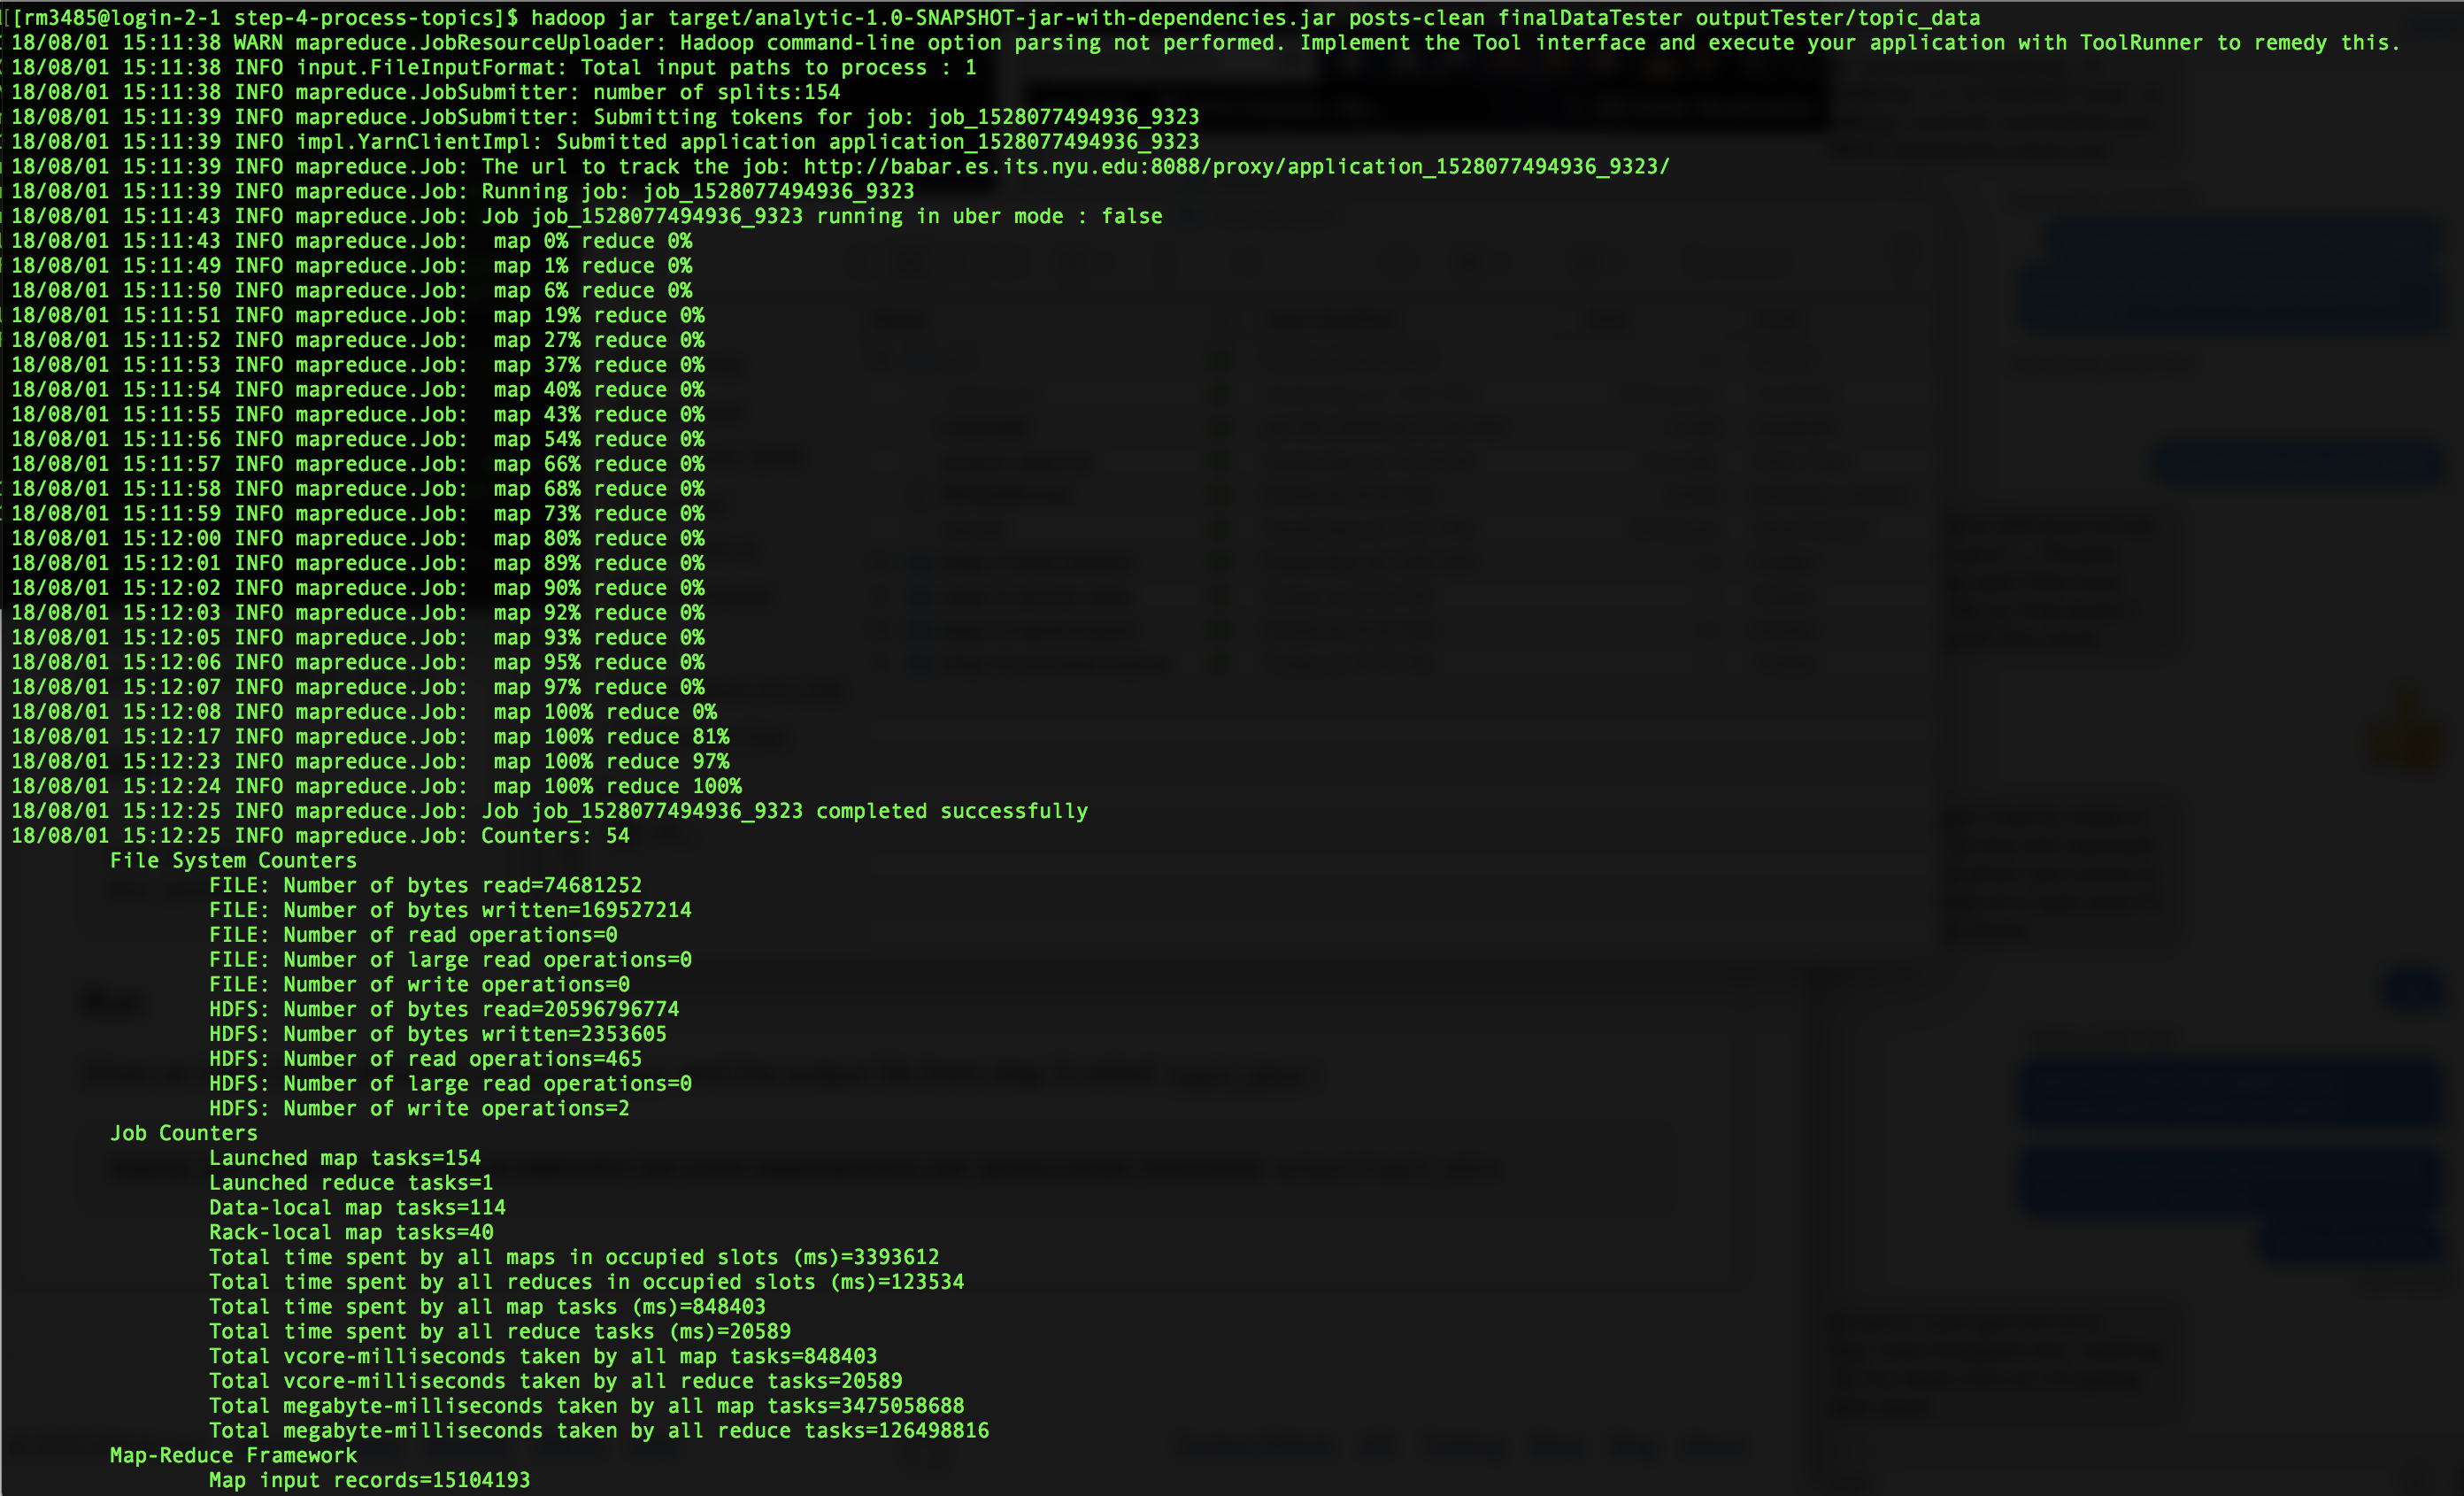 [[rm3485@login-2-1 step-4-process-topics]$ hadoop jar target/analytic-1.0-SNAPSHOT-jar-with-dependencies.jar posts-clean finalDataTester outputTester/topic_data
18/08/01 15:11:38 WARN mapreduce.JobResourceUploader: Hadoop command-line option parsing not performed. Implement the Tool interface and execute your application with ToolRunner to remedy this.
18/08/01 15:11:38 INFO input.FileInputFormat: Total input paths to process : 1
18/08/01 15:11:38 INFO mapreduce.JobSubmitter: number of splits:154
18/08/01 15:11:39 INFO mapreduce.JobSubmitter: Submitting tokens for job: job_1528077494936_9323
18/08/01 15:11:39 INFO impl.YarnClientImpl: Submitted application application_1528077494936_9323
18/08/01 15:11:39 INFO mapreduce.Job: The url to track the job: http://babar.es.its.nyu.edu:8088/proxy/application_1528077494936_9323/
18/08/01 15:11:39 INFO mapreduce.Job: Running job: job_1528077494936_9323
18/08/01 15:11:43 INFO mapreduce.Job: Job job_1528077494936_9323 running in uber mode : false
18/08/01 15:11:43 INFO mapreduce.Job:  map 0% reduce 0%
18/08/01 15:11:49 INFO mapreduce.Job:  map 1% reduce 0%
18/08/01 15:11:50 INFO mapreduce.Job:  map 6% reduce 0%
18/08/01 15:11:51 INFO mapreduce.Job:  map 19% reduce 0%
18/08/01 15:11:52 INFO mapreduce.Job:  map 27% reduce 0%
18/08/01 15:11:53 INFO mapreduce.Job:  map 37% reduce 0%
18/08/01 15:11:54 INFO mapreduce.Job:  map 40% reduce 0%
18/08/01 15:11:55 INFO mapreduce.Job:  map 43% reduce 0%
18/08/01 15:11:56 INFO mapreduce.Job:  map 54% reduce 0%
18/08/01 15:11:57 INFO mapreduce.Job:  map 66% reduce 0%
18/08/01 15:11:58 INFO mapreduce.Job:  map 68% reduce 0%
18/08/01 15:11:59 INFO mapreduce.Job:  map 73% reduce 0%
18/08/01 15:12:00 INFO mapreduce.Job:  map 80% reduce 0%
18/08/01 15:12:01 INFO mapreduce.Job:  map 89% reduce 0%
18/08/01 15:12:02 INFO mapreduce.Job:  map 90% reduce 0%
18/08/01 15:12:03 INFO mapreduce.Job:  map 92% reduce 0%
18/08/01 15:12:05 INFO mapreduce.Job:  map 93% reduce 0%
18/08/01 15:12:06 INFO mapreduce.Job:  map 95% reduce 0%
18/08/01 15:12:07 INFO mapreduce.Job:  map 97% reduce 0%
18/08/01 15:12:08 INFO mapreduce.Job:  map 100% reduce 0%
18/08/01 15:12:17 INFO mapreduce.Job:  map 100% reduce 81%
18/08/01 15:12:23 INFO mapreduce.Job:  map 100% reduce 97%
18/08/01 15:12:24 INFO mapreduce.Job:  map 100% reduce 100%
18/08/01 15:12:25 INFO mapreduce.Job: Job job_1528077494936_9323 completed successfully
18/08/01 15:12:25 INFO mapreduce.Job: Counters: 54
File System Counters
FILE: Number of bytes read=74681252
FILE: Number of bytes written=169527214
FILE: Number of read operations=0
FILE: Number of large read operations=0
FILE: Number of write operations=0
HDFS: Number of bytes read=20596796774
HDFS: Number of bytes written=2353605
HDFS: Number of read operations=465
HDFS: Number of large read operations=0
HDFS: Number of write operations=2
Job Counters
Launched map tasks=154
Launched reduce tasks=1
Data-local map tasks=114
Rack-local map tasks=40
Total time spent by all maps in occupied slots (ms)=3393612
Total time spent by all reduces in occupied slots (ms)=123534
Total time spent by all map tasks (ms)=848403
Total time spent by all reduce tasks (ms)=20589
Total vcore-milliseconds taken by all map tasks=848403
Total vcore-milliseconds taken by all reduce tasks=20589
Total megabyte-milliseconds taken by all map tasks=3475058688
Total megabyte-milliseconds taken by all reduce tasks=126498816
Map-Reduce Framework
Map input records=15104193